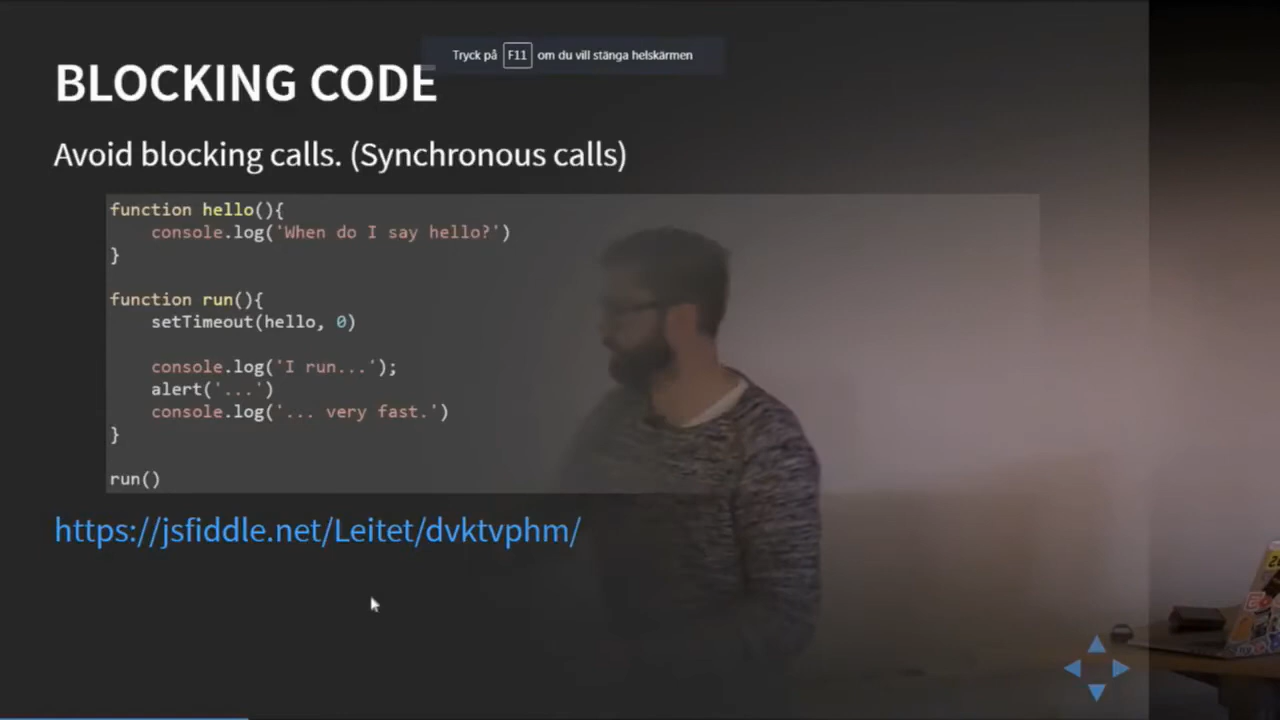 Tryck på F11 om du vill stänga helskärmen
BLOCKING CODE
Avoid blocking calls. (Synchronous calls)
function hello(){
    console.log('When do I say hello?')
}
function run(){
    setTimeout(hello, 0)
    console.log('I run...');
    alert('...')
    console.log('... very fast.')
}
run()
https://jsfiddle.net/Leitet/dvktvphm/